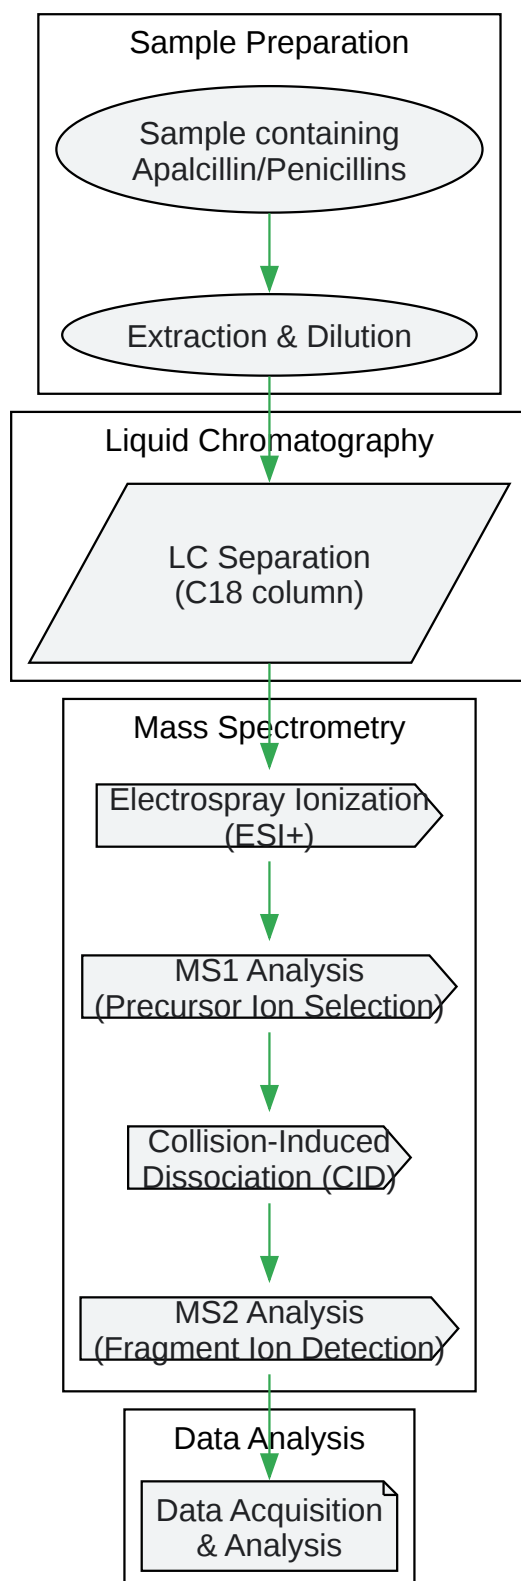 Sample Preparation
Sample containing
Apalcillin/Penicillins
Extraction & Dilution
Liquid Chromatography
LC Separation
(C18 column)
Mass Spectrometry
Electrospray Ionization
(ESI+)
MS1 Analysis
(Precursor Ion Selection)
Collision-Induced
Dissociation (CID)
MS2 Analysis
(Fragment Ion Detection)
Data Analysis
Data Acquisition
& Analysis